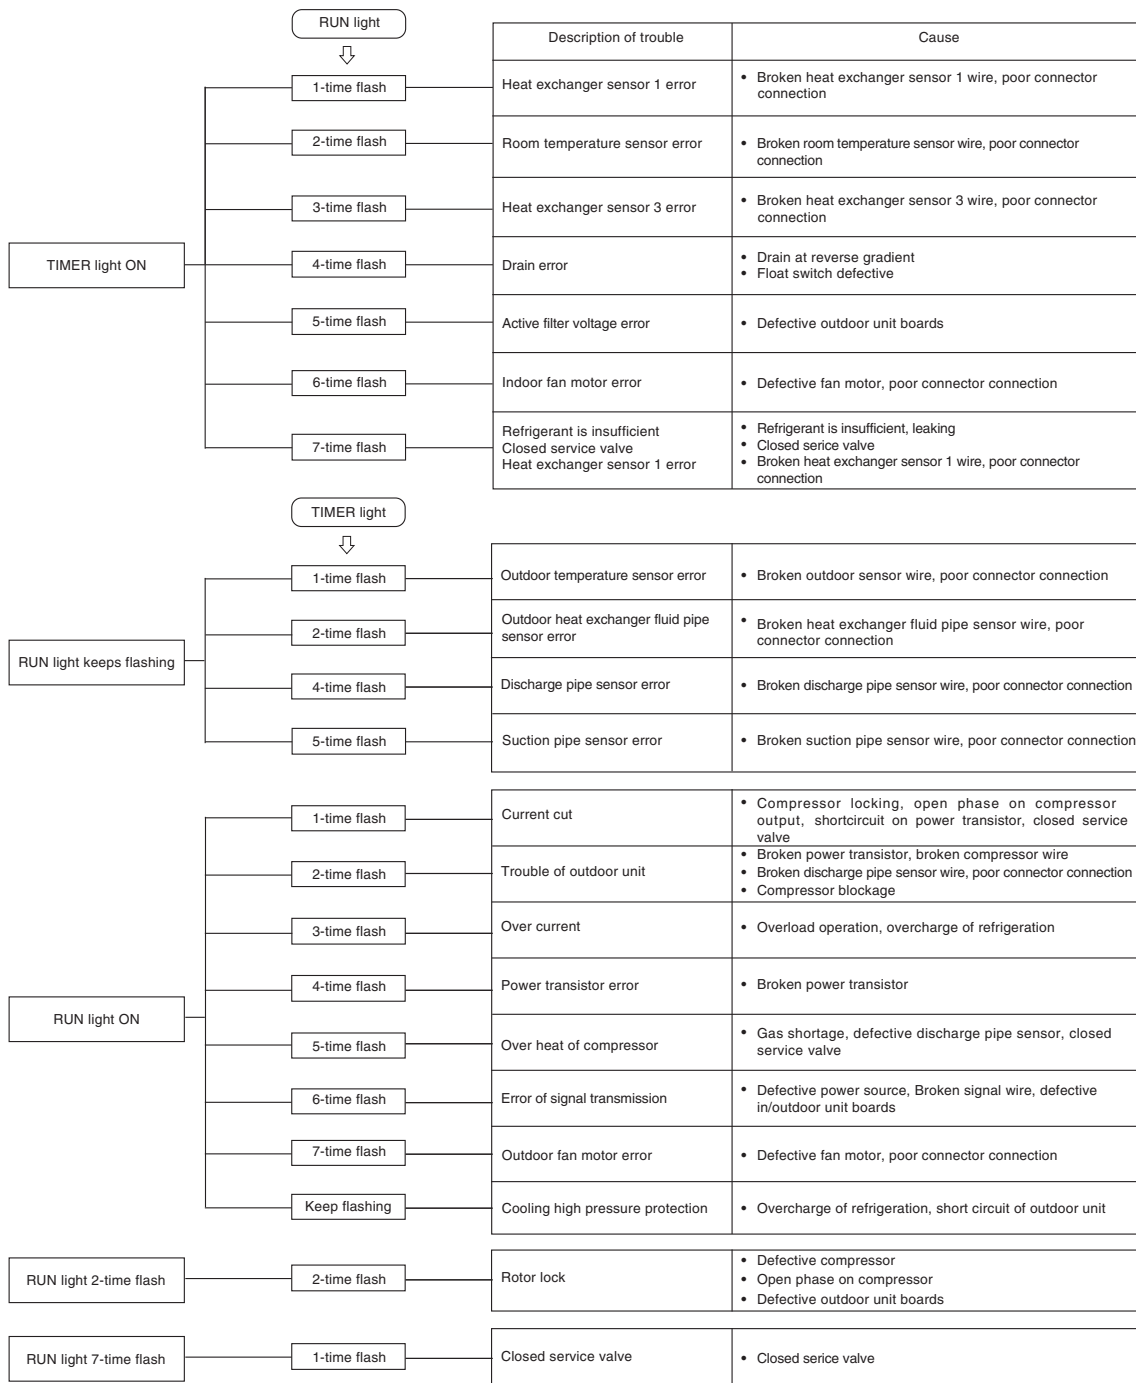 RUN light
Description of trouble
Cause
1-time flash
Heat exchanger sensor 1 error
• Broken heat exchanger sensor 1 wire, poor connector
connection
2-time flash
Room temperature sensor error
• Broken room temperature sensor wire, poor connector
connection
3-time flash
Heat exchanger sensor 3 error
• Broken heat exchanger sensor 3 wire, poor connector
connection
TIMER light ON
4-time flash
Drain error
• Drain at reverse gradient
• Float switch defective
5-time flash
Active filter voltage error
• Defective outdoor unit boards
6-time flash
Indoor fan motor error
• Defective fan motor, poor connector connection
7-time flash
Refrigerant is insufficient
Closed service valve
Heat exchanger sensor 1 error
• Refrigerant is insufficient, leaking
• Closed serice valve
• Broken heat exchanger sensor 1 wire, poor connector
connection
TIMER light
1-time flash
Outdoor temperature sensor error
• Broken outdoor sensor wire, poor connector connection
2-time flash
Outdoor heat exchanger fluid pipe
sensor error
• Broken heat exchanger fluid pipe sensor wire, poor
connector connection
RUN light keeps flashing
4-time flash
Discharge pipe sensor error
• Broken discharge pipe sensor wire, poor connector connection
5-time flash
Suction pipe sensor error
• Broken suction pipe sensor wire, poor connector connection
1-time flash
Current cut
• Compressor locking, open phase on compressor
output, shortcircuit on power transistor, closed service
valve
2-time flash
Trouble of outdoor unit
• Broken power transistor, broken compressor wire
• Broken discharge pipe sensor wire, poor connector connection
• Compressor blockage
3-time flash
Over current
• Overload operation, overcharge of refrigeration
4-time flash
Power transistor error
• Broken power transistor
RUN light ON
5-time flash
Over heat of compressor
• Gas shortage, defective discharge pipe sensor, closed
service valve
6-time flash
Error of signal transmission
• Defective power source, Broken signal wire, defective
in/outdoor unit boards
7-time flash
Outdoor fan motor error
• Defective fan motor, poor connector connection
Keep flashing
Cooling high pressure protection
• Overcharge of refrigeration, short circuit of outdoor unit
RUN light 2-time flash
2-time flash
Rotor lock
• Defective compressor
• Open phase on compressor
• Defective outdoor unit boards
RUN light 7-time flash
1-time flash
Closed service valve
• Closed serice valve